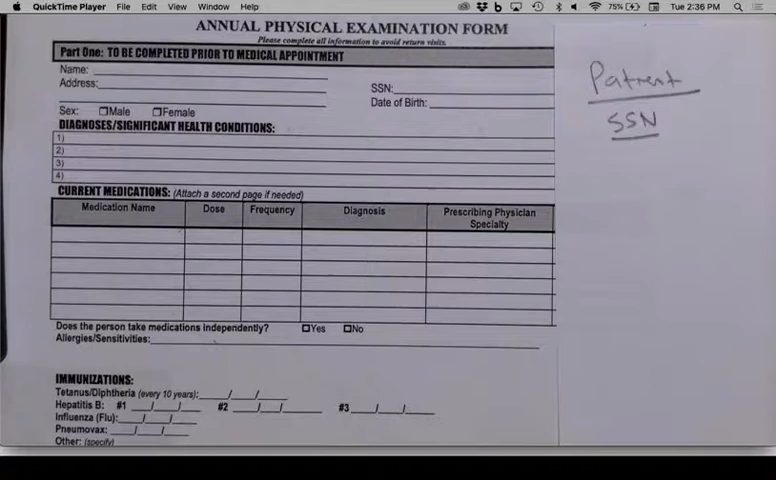 QuickTime Player File Edit View Window Help 75% Tue 2:36 PM
ANNUAL PHYSICAL EXAMINATION FORM
Please complete all information to avoid return visits.
Part One: TO BE COMPLETED PRIOR TO MEDICAL APPOINTMENT
Name:
Address:
SSN:
Date of Birth:
Sex: Male Female
DIAGNOSES/SIGNIFICANT HEALTH CONDITIONS:
1)
2)
3)
4)
CURRENT MEDICATIONS: (Attach a second page if needed)
Medication Name Dose Frequency Diagnosis Prescribing Physician
Specialty
Does the person take medications independently? Yes No
Allergies/Sensitivities:
IMMUNIZATIONS:
Tetanus/Diphtheria (every 10 years): / /
Hepatitis B: #1 / / #2 / / #3 / /
Influenza (Flu): / /
Pneumovax: / /
Other: (specify)
Patient
SSN